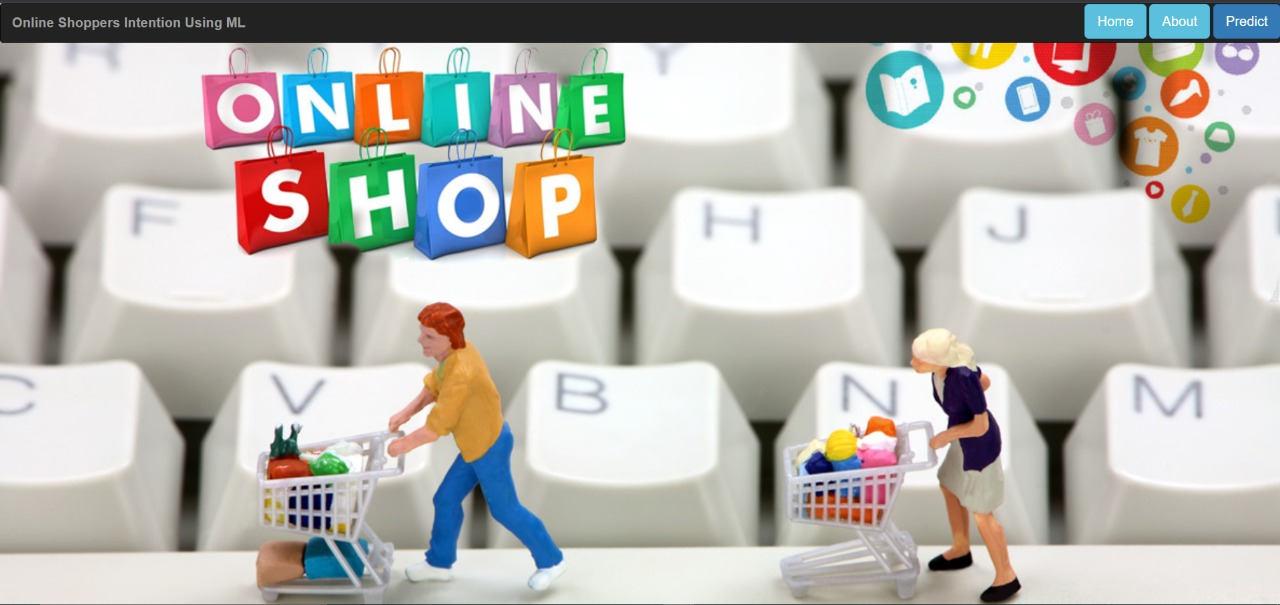 Online Shoppers Intention Using ML
Home About Predict
ONLINE
SHOP
R
Y
F
H
J
C
V
B
N
M